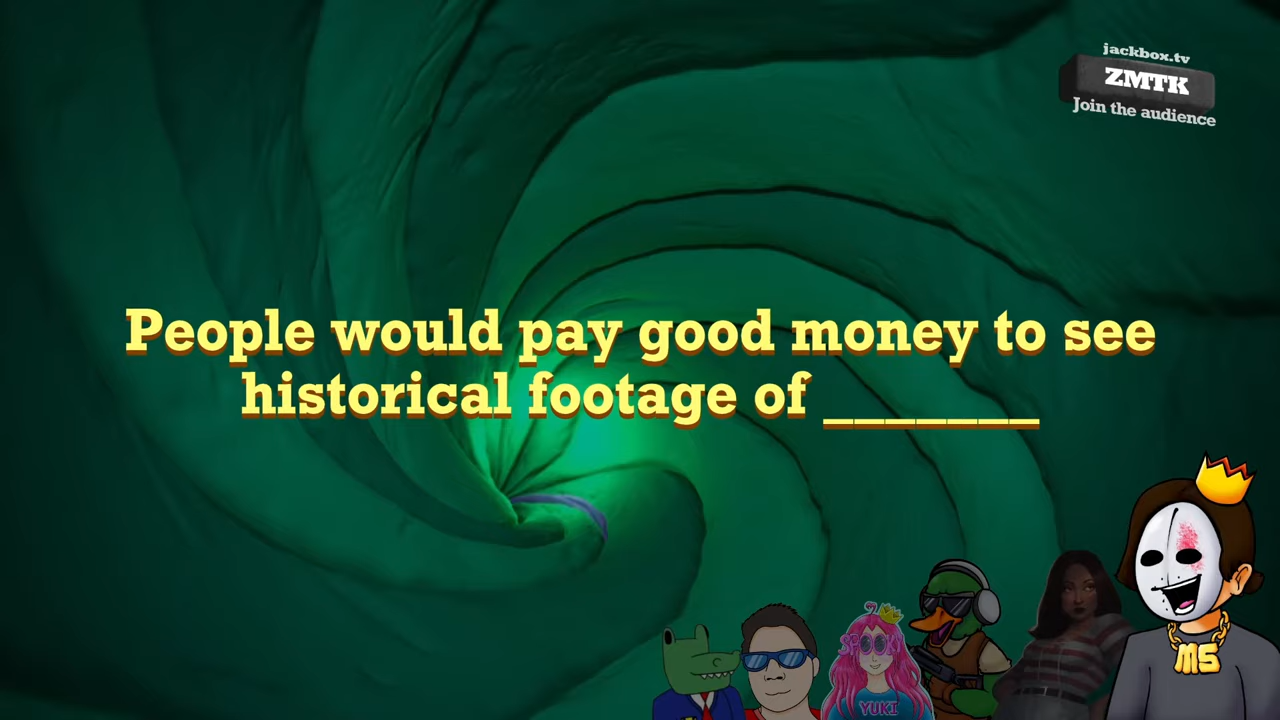 jackbox.tv
ZMTK
Join the audience
People would pay good money to see
historical footage of _______
SPOOKY
YUKI
MS